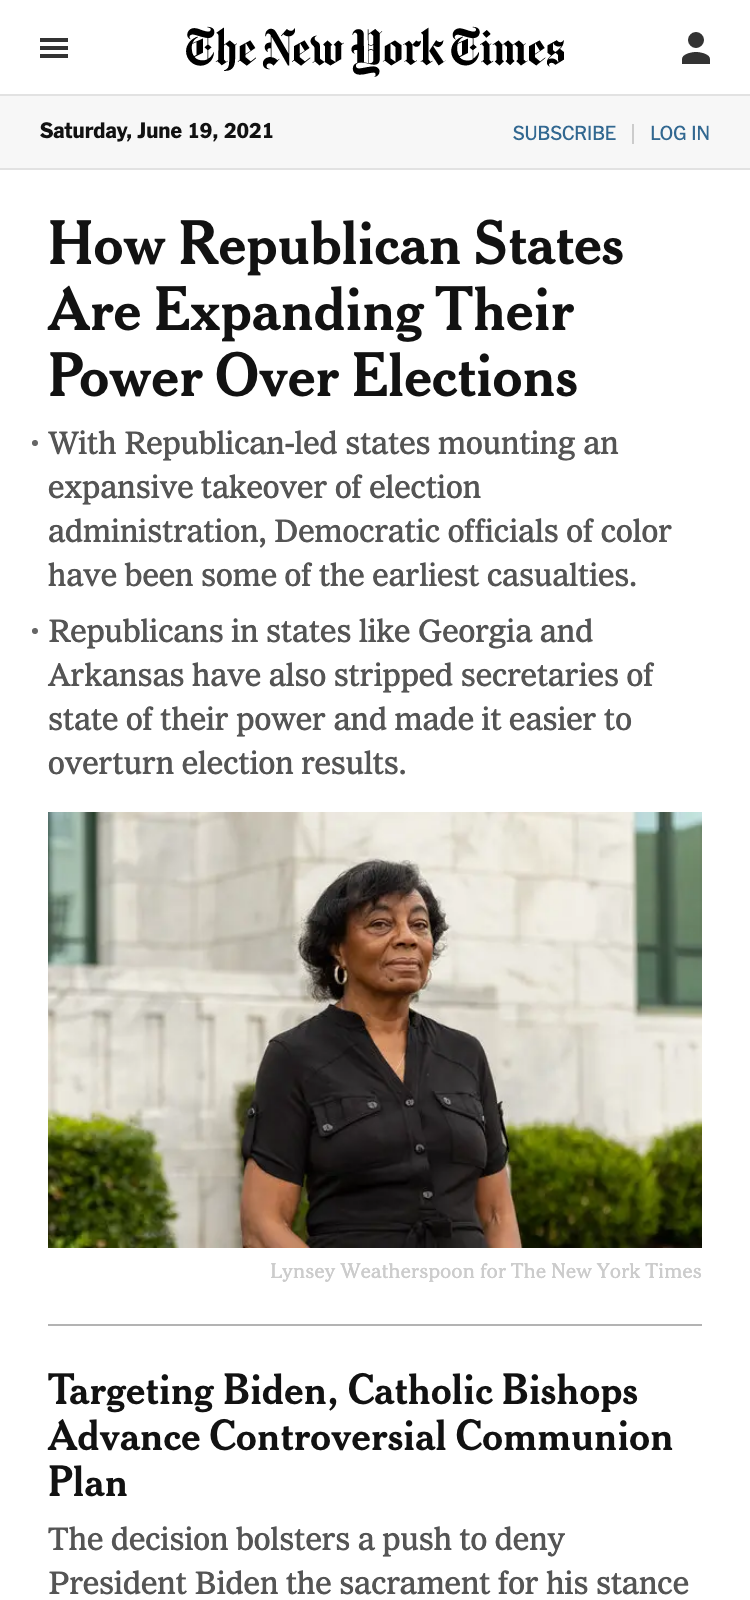 The New York Times
Saturday, June 19, 2021
SUBSCRIBE | LOG IN
How Republican States
Are Expanding Their
Power Over Elections
• With Republican-led states mounting an
expansive takeover of election
administration, Democratic officials of color
have been some of the earliest casualties.
• Republicans in states like Georgia and
Arkansas have also stripped secretaries of
state of their power and made it easier to
overturn election results.
Lynsey Weatherspoon for The New York Times
Targeting Biden, Catholic Bishops
Advance Controversial Communion
Plan
The decision bolsters a push to deny
President Biden the sacrament for his stance